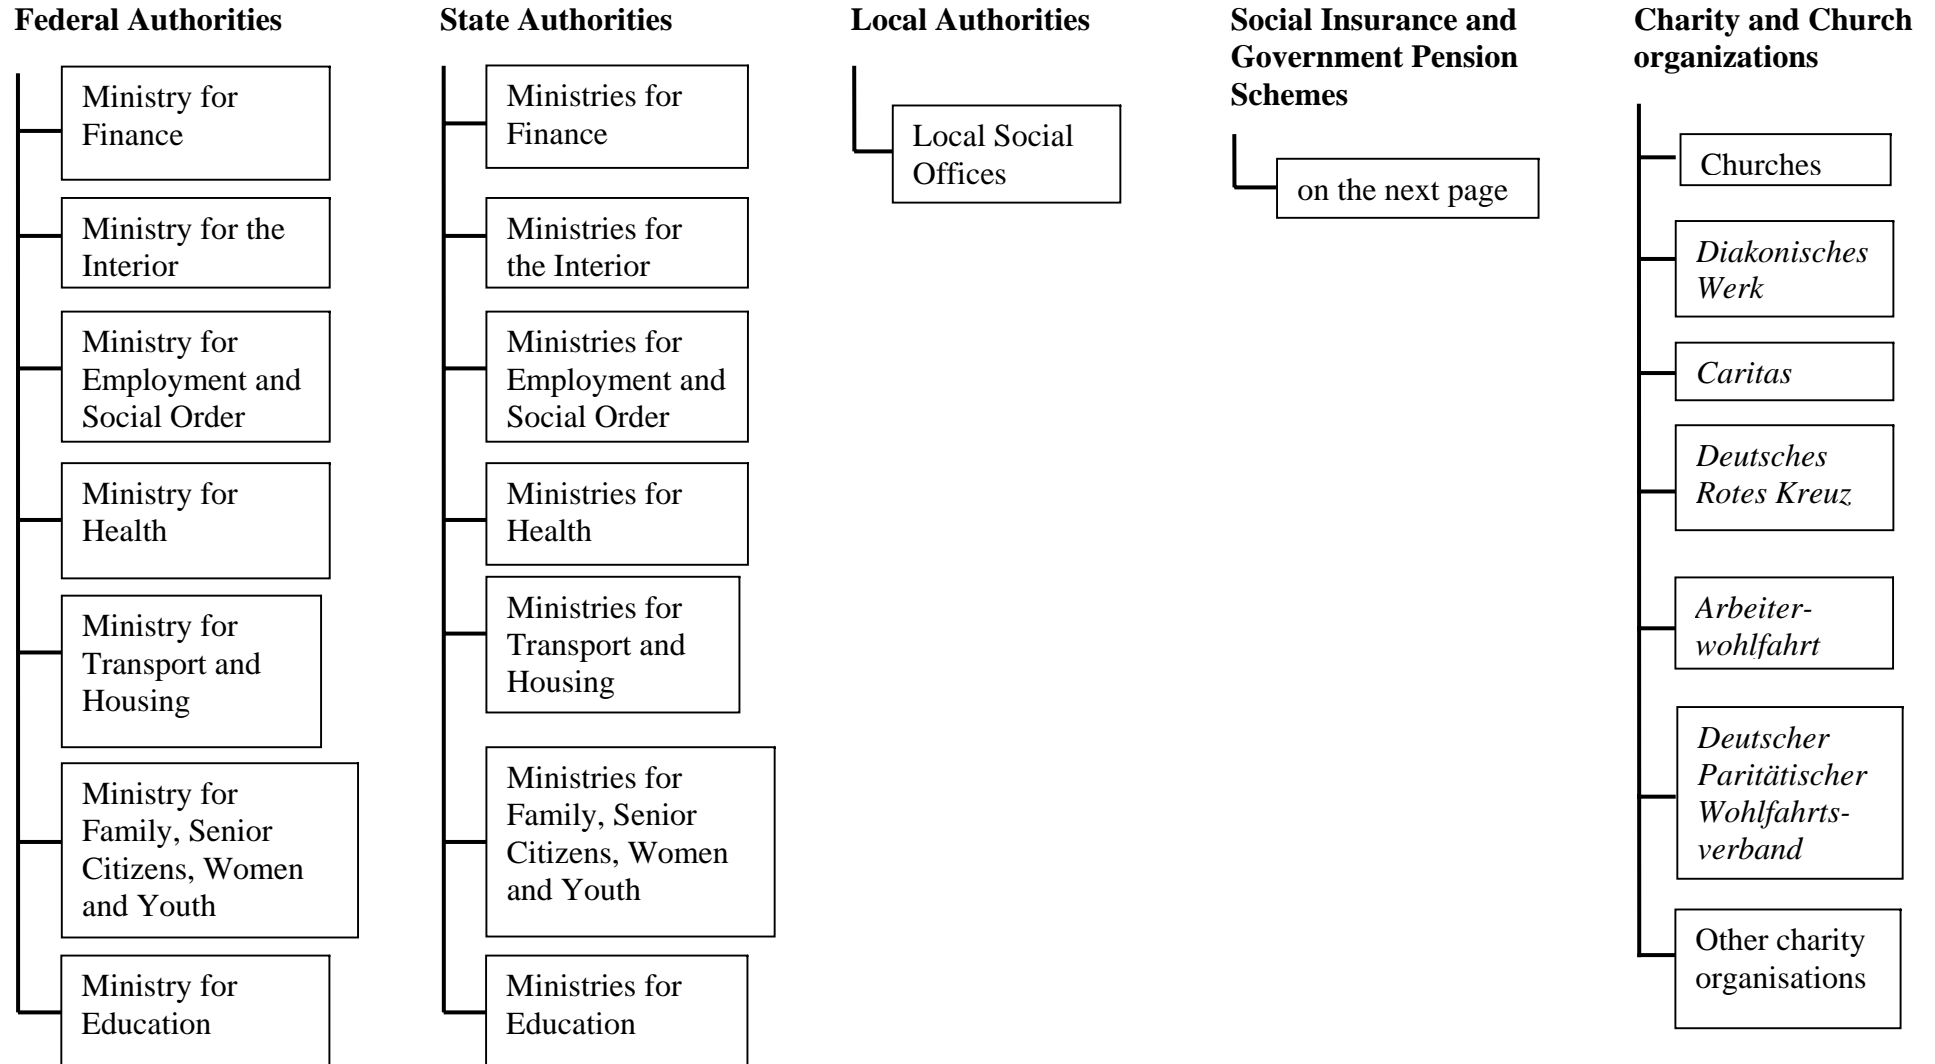 Federal Authorities
Ministry for
Finance
Ministry for the
Interior
Ministry for
Employment and
Social Order
Ministry for
Health
Ministry for
Transport and
Housing
Ministry for
Family, Senior
Citizens, Women
and Youth
Ministry for
Education
State Authorities
Ministries for
Finance
Ministries for
the Interior
Ministries for
Employment and
Social Order
Ministries for
Health
Ministries for
Transport and
Housing
Ministries for
Family, Senior
Citizens, Women
and Youth
Ministries for
Education
Local Authorities
Local Social
Offices
Social Insurance and
Government Pension
Schemes
on the next page
Charity and Church
organizations
Churches
Diakonisches
Werk
Caritas
Deutsches
Rotes Kreuz
Arbeiter-
wohlfahrt
Deutscher
Paritätischer
Wohlfahrts-
verband
Other charity
organisations